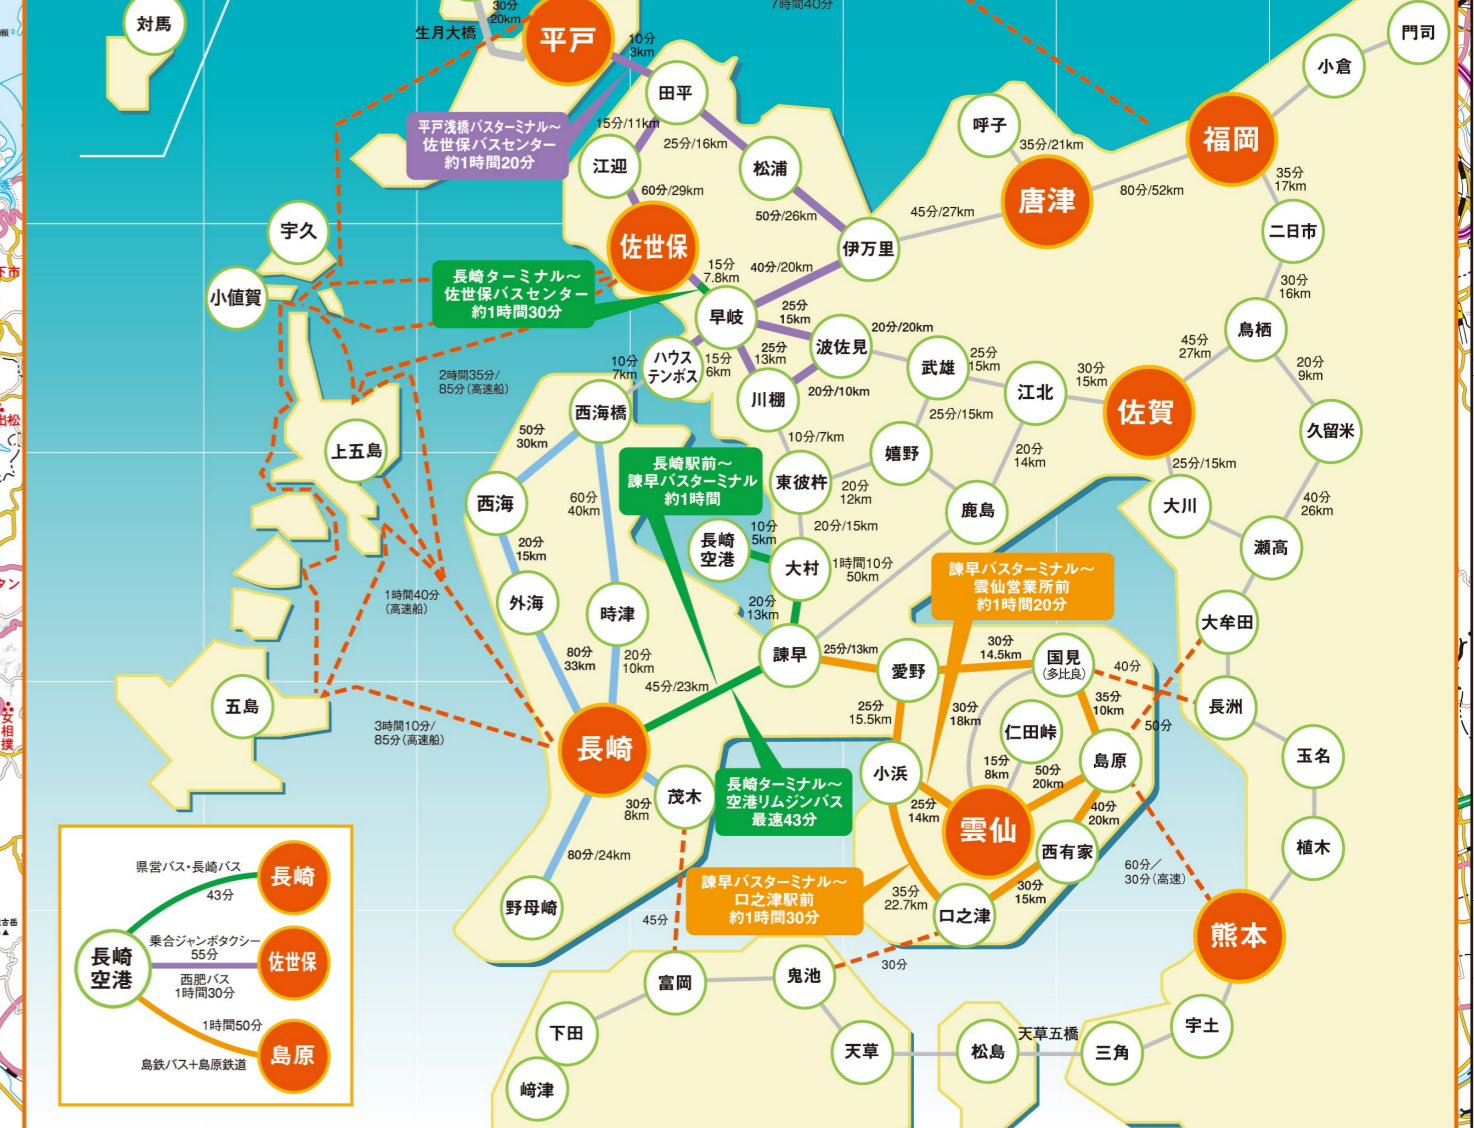 対馬
生月大橋
30分
20km
平戸
7時間40分
10分
3km
田平
平戸浅橋バスターミナル〜
佐世保バスセンター
約1時間20分
15分/11km
25分/16km
江迎
松浦
60分/29km
50分/26km
呼子
35分/21km
唐津
80分/52km
福岡
小倉
門司
35分
17km
二日市
45分/27km
伊万里
佐世保
宇久
小値賀
長崎ターミナル〜
佐世保バスセンター
約1時間30分
15分
7.8km
40分/20km
早岐
25分
15km
波佐見
20分/20km
30分
16km
鳥栖
45分
27km
20分
9km
久留米
10分
7km
ハウス
テンボス
15分
6km
25分
13km
川棚
20分/10km
武雄
25分
15km
江北
30分
15km
佐賀
25分/15km
2時間35分/
85分(高速船)
西海橋
50分
30km
10分/7km
嬉野
20分
14km
25分/15km
40分
26km
上五島
長崎駅前〜
諫早バスターミナル
約1時間
東彼杵
20分
12km
鹿島
大川
瀬高
西海
60分
40km
20分/15km
長崎
空港
10分
5km
大村
1時間10分
50km
20分
15km
諫早バスターミナル〜
雲仙営業所前
約1時間20分
1時間40分
(高速船)
外海
時津
20分
13km
大牟田
80分
33km
20分
10km
諫早
25分/13km
愛野
30分
14.5km
国見
(多比良)
40分
45分/23km
五島
25分
15.5km
30分
18km
35分
10km
長洲
50分
3時間10分/
85分(高速船)
長崎
仁田峠
島原
玉名
小浜
15分
8km
50分
20km
茂木
30分
8km
長崎ターミナル〜
空港リムジンバス
最速43分
25分
14km
雲仙
40分
20km
西有家
植木
80分/24km
60分／
30分(高速)
諫早バスターミナル〜
口之津駅前
約1時間30分
35分
22.7km
30分
15km
野母崎
45分
口之津
熊本
30分
富岡
鬼池
下田
﨑津
天草
松島
天草五橋
三角
宇土
県営バス・長崎バス
43分
長崎
長崎
空港
乗合ジャンボタクシー
55分
西肥バス
1時間30分
佐世保
1時間50分
島鉄バス+島原鉄道
島原
女
相
撲